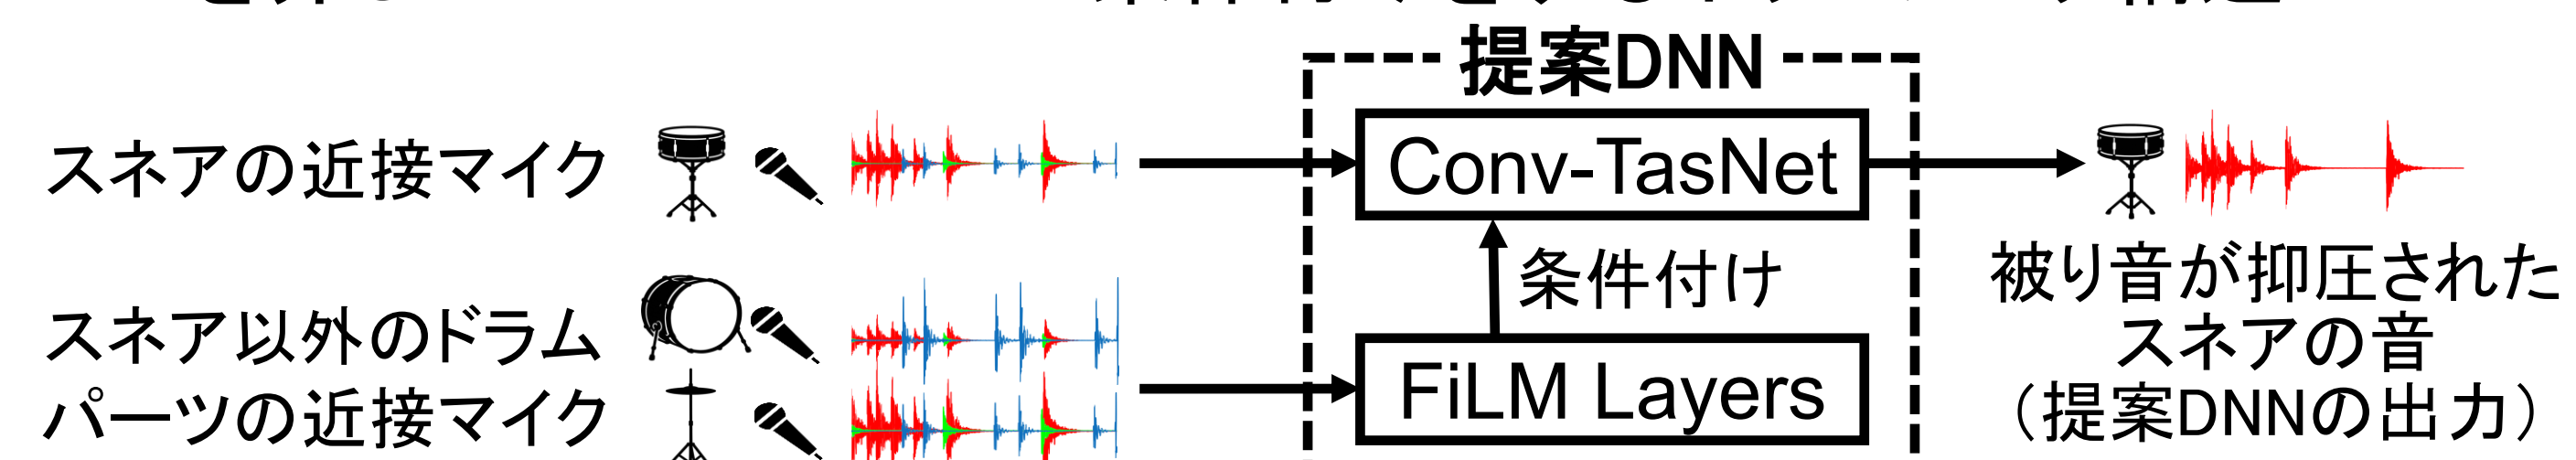 提案DNN
スネアの近接マイク
Conv-TasNet
条件付け
被り音が抑圧された
スネアの音
（提案DNNの出力）
スネア以外のドラム
パーツの近接マイク
FiLM Layers